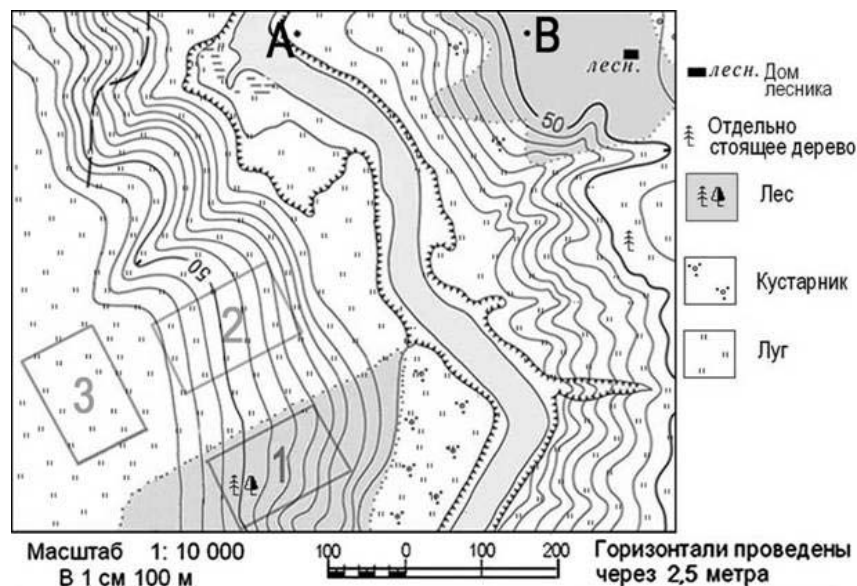 A
B
лесн.
50
50
2
3
1
лесн. Дом
лесника
Отдельно
стоящее дерево
Лес
Кустарник
Луг
Масштаб 1: 10 000
В 1 см 100 м
100 0 100 200
Горизонтали проведены
через 2,5 метра